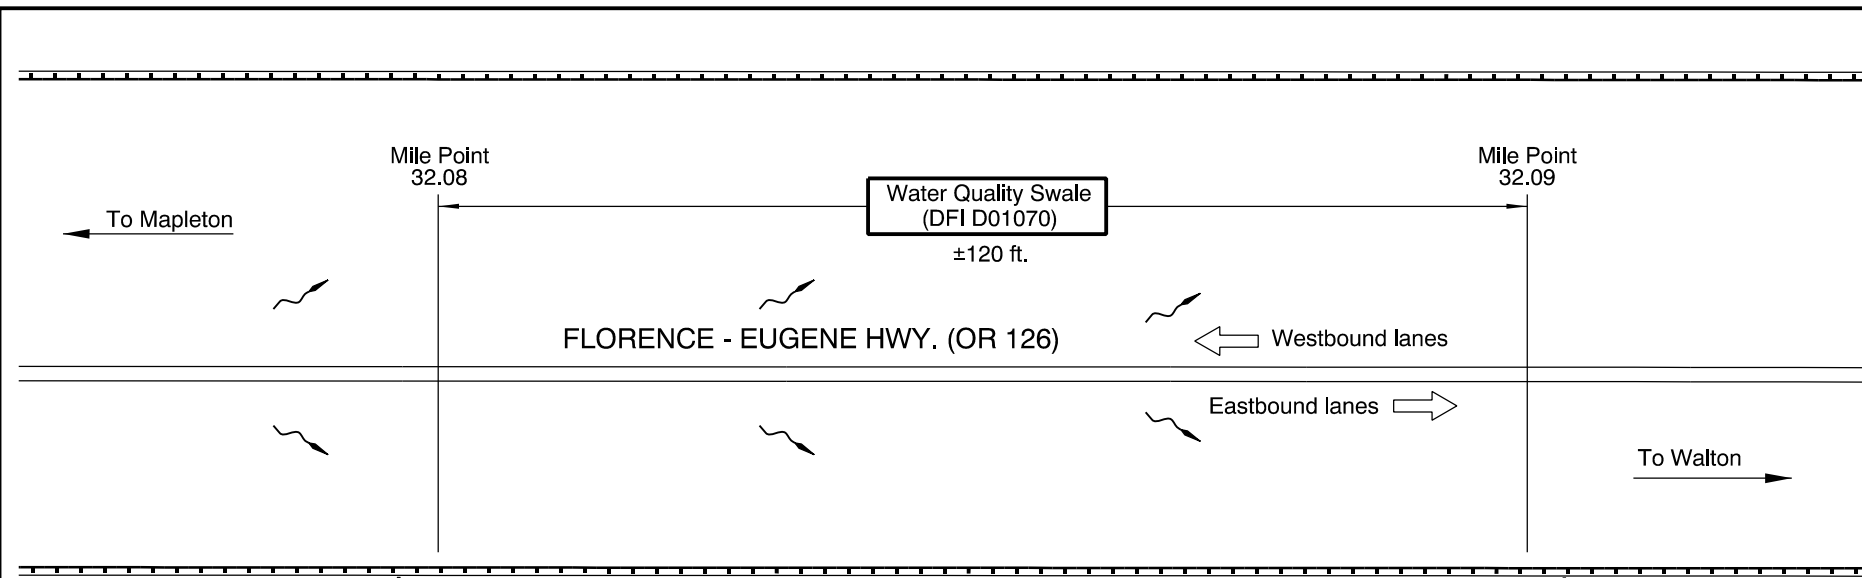 Mile Point
32.08
Mile Point
32.09
Water Quality Swale
(DFI D01070)
±120 ft.
To Mapleton
FLORENCE - EUGENE HWY. (OR 126)
Westbound lanes
Eastbound lanes
To Walton